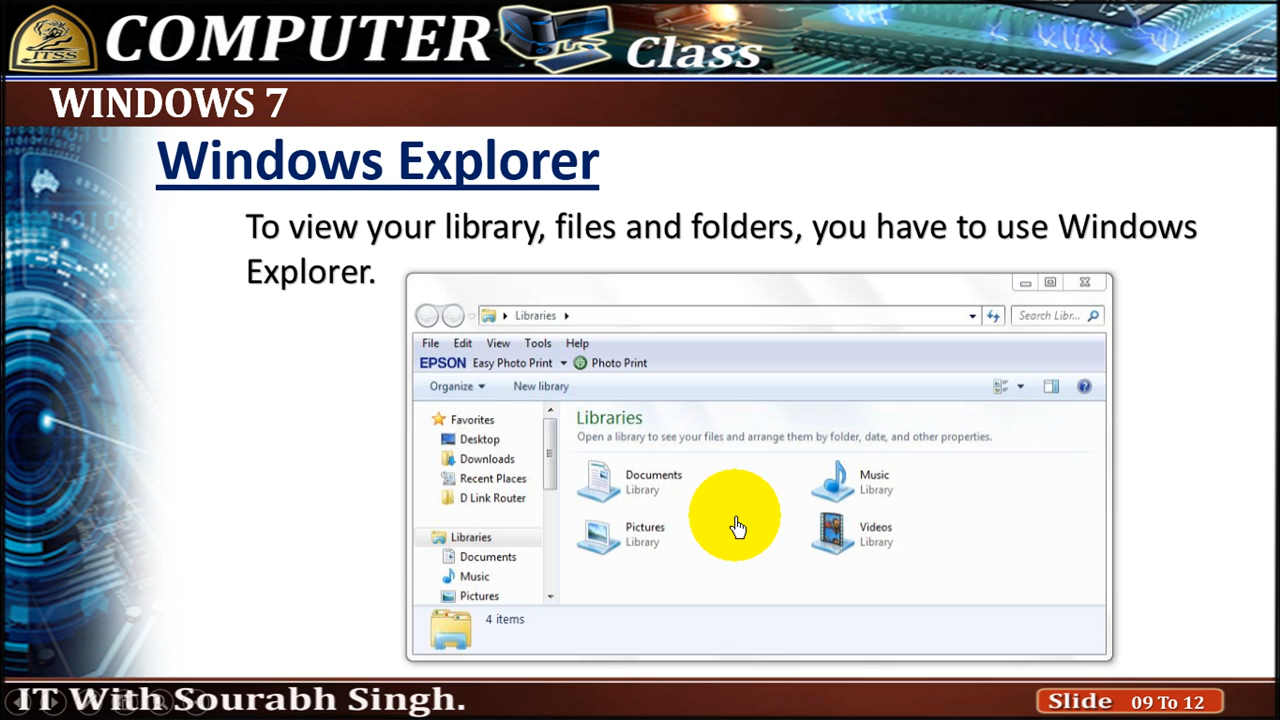 ITSS
COMPUTER
Class
WINDOWS 7
Windows Explorer
To view your library, files and folders, you have to use Windows
Explorer.
Libraries
Search Libr...
File Edit View Tools Help
EPSON Easy Photo Print Photo Print
Organize New library
Favorites
Desktop
Downloads
Recent Places
D Link Router
Libraries
Documents
Music
Pictures
Libraries
Open a library to see your files and arrange them by folder, date, and other properties.
Documents
Library
Music
Library
Pictures
Library
Videos
Library
4 items
IT With Sourabh Singh.
Slide 09 To 12